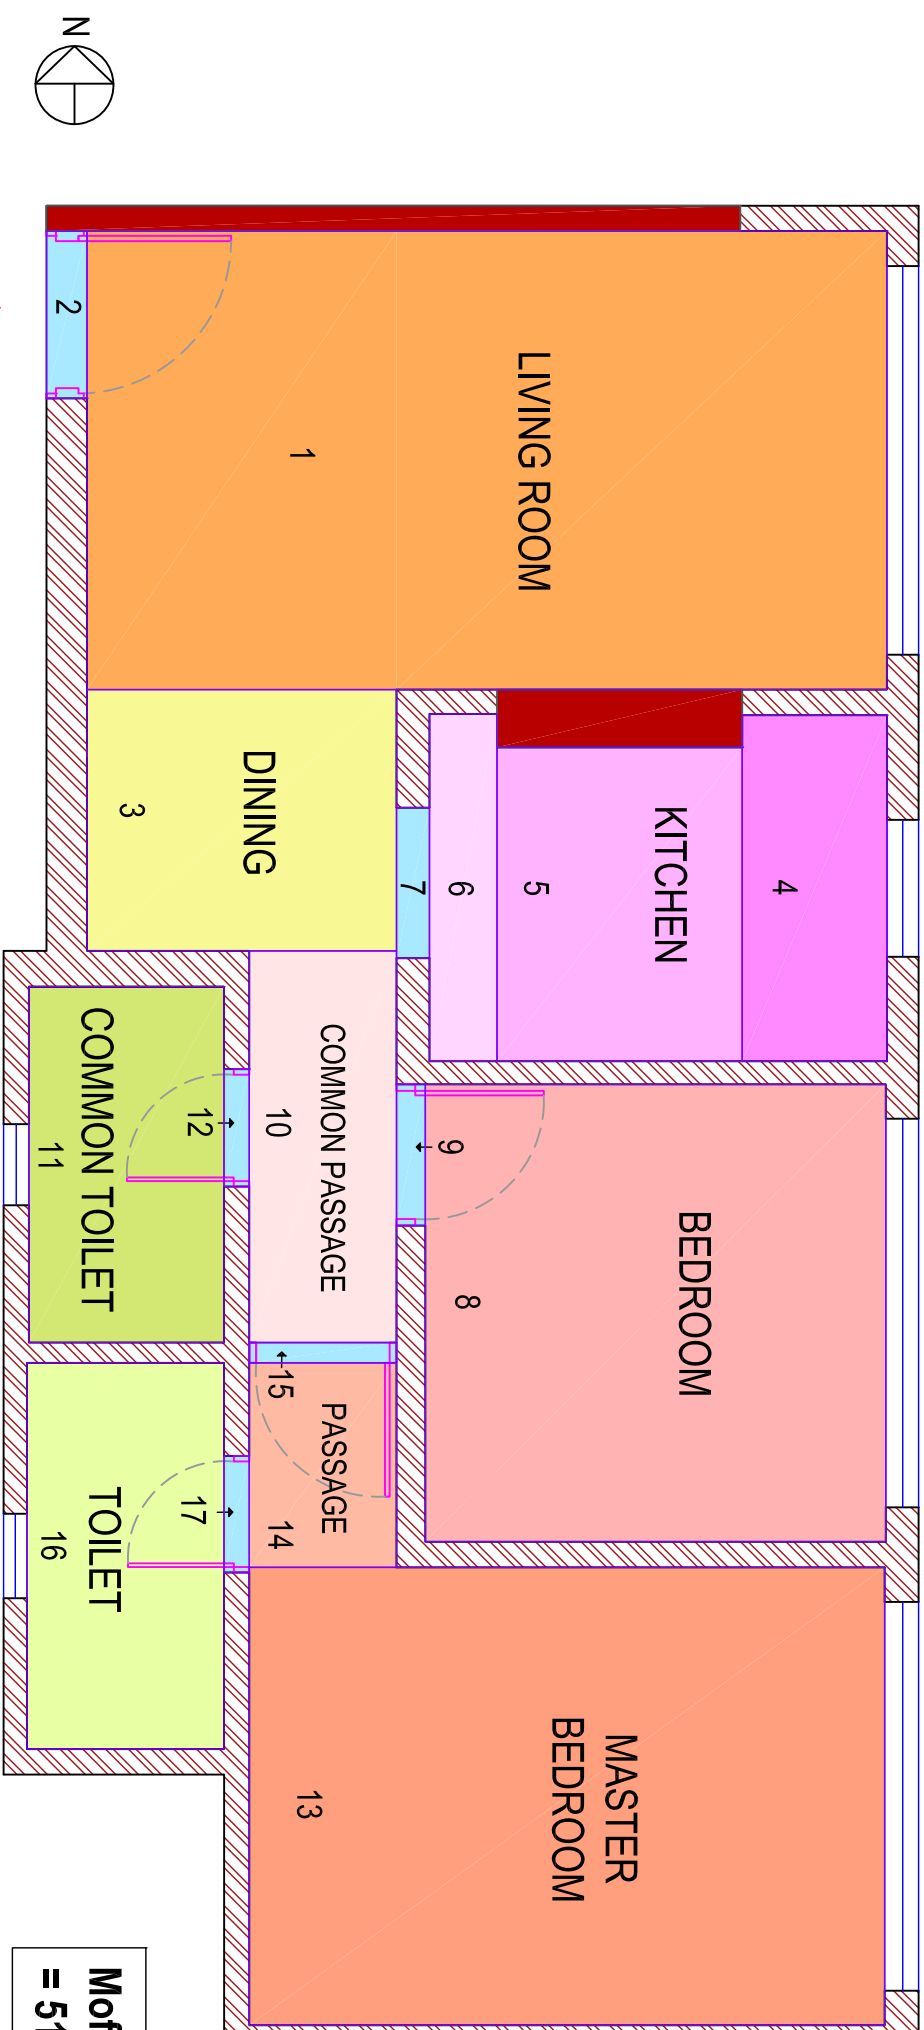 N
2
1
LIVING ROOM
3
DINING
7
6
5
KITCHEN
4
COMMON TOILET
11
12
10
COMMON PASSAGE
9
8
BEDROOM
15
PASSAGE
14
17
TOILET
16
13
MASTER
BEDROOM